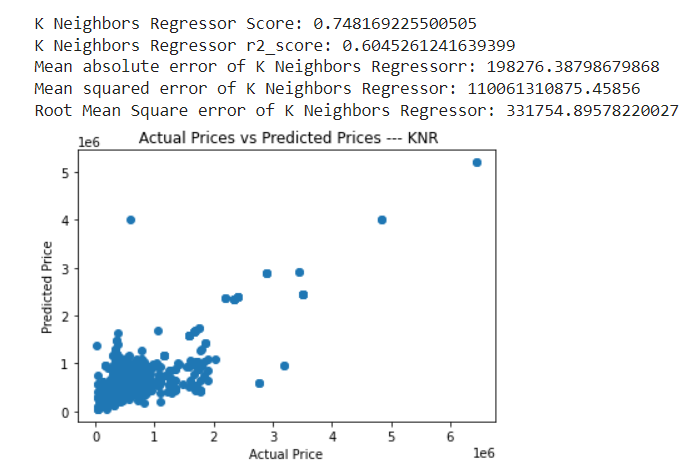 K Neighbors Regressor Score: 0.748169225500505
K Neighbors Regressor r2_score: 0.6045261241639399
Mean absolute error of K Neighbors Regressorr: 198276.38798679868
Mean squared error of K Neighbors Regressor: 110061310875.45856
Root Mean Square error of K Neighbors Regressor: 331754.89578220027
Actual Prices vs Predicted Prices --- KNR
1e6
5
4
3
2
1
0
Predicted Price
0 1 2 3 4 5 6
Actual Price
1e6